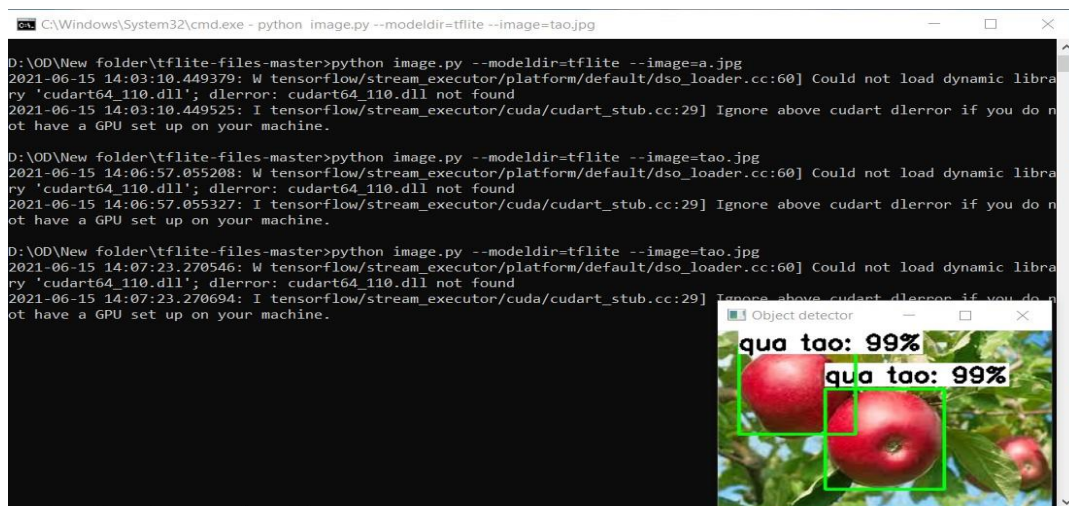 C:\Windows\System32\cmd.exe - python image.py --modeldir=tflite --image=tao.jpg
D:\OD\New folder\tflite-files-master>python image.py --modeldir=tflite --image=a.jpg
2021-06-15 14:03:10.449379: W tensorflow/stream_executor/platform/default/dso_loader.cc:60] Could not load dynamic libra
ry 'cudart64_110.dll'; dlerror: cudart64_110.dll not found
2021-06-15 14:03:10.449525: I tensorflow/stream_executor/cuda/cudart_stub.cc:29] Ignore above cudart dlerror if you do n
ot have a GPU set up on your machine.
D:\OD\New folder\tflite-files-master>python image.py --modeldir=tflite --image=tao.jpg
2021-06-15 14:06:57.055208: W tensorflow/stream_executor/platform/default/dso_loader.cc:60] Could not load dynamic libra
ry 'cudart64_110.dll'; dlerror: cudart64_110.dll not found
2021-06-15 14:06:57.055327: I tensorflow/stream_executor/cuda/cudart_stub.cc:29] Ignore above cudart dlerror if you do n
ot have a GPU set up on your machine.
D:\OD\New folder\tflite-files-master>python image.py --modeldir=tflite --image=tao.jpg
2021-06-15 14:07:23.270546: W tensorflow/stream_executor/platform/default/dso_loader.cc:60] Could not load dynamic libra
ry 'cudart64_110.dll'; dlerror: cudart64_110.dll not found
2021-06-15 14:07:23.270694: I tensorflow/stream_executor/cuda/cudart_stub.cc:29] Ignore above cudart dlerror if you do n
ot have a GPU set up on your machine.
Object detector
qua tao: 99%
qua tao: 99%